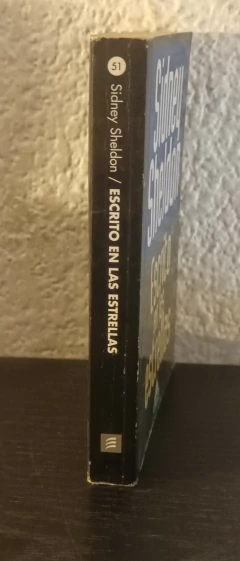 51
Sidney Sheldon / ESCRITO EN LAS ESTRELLAS
Sidney
Sheldon